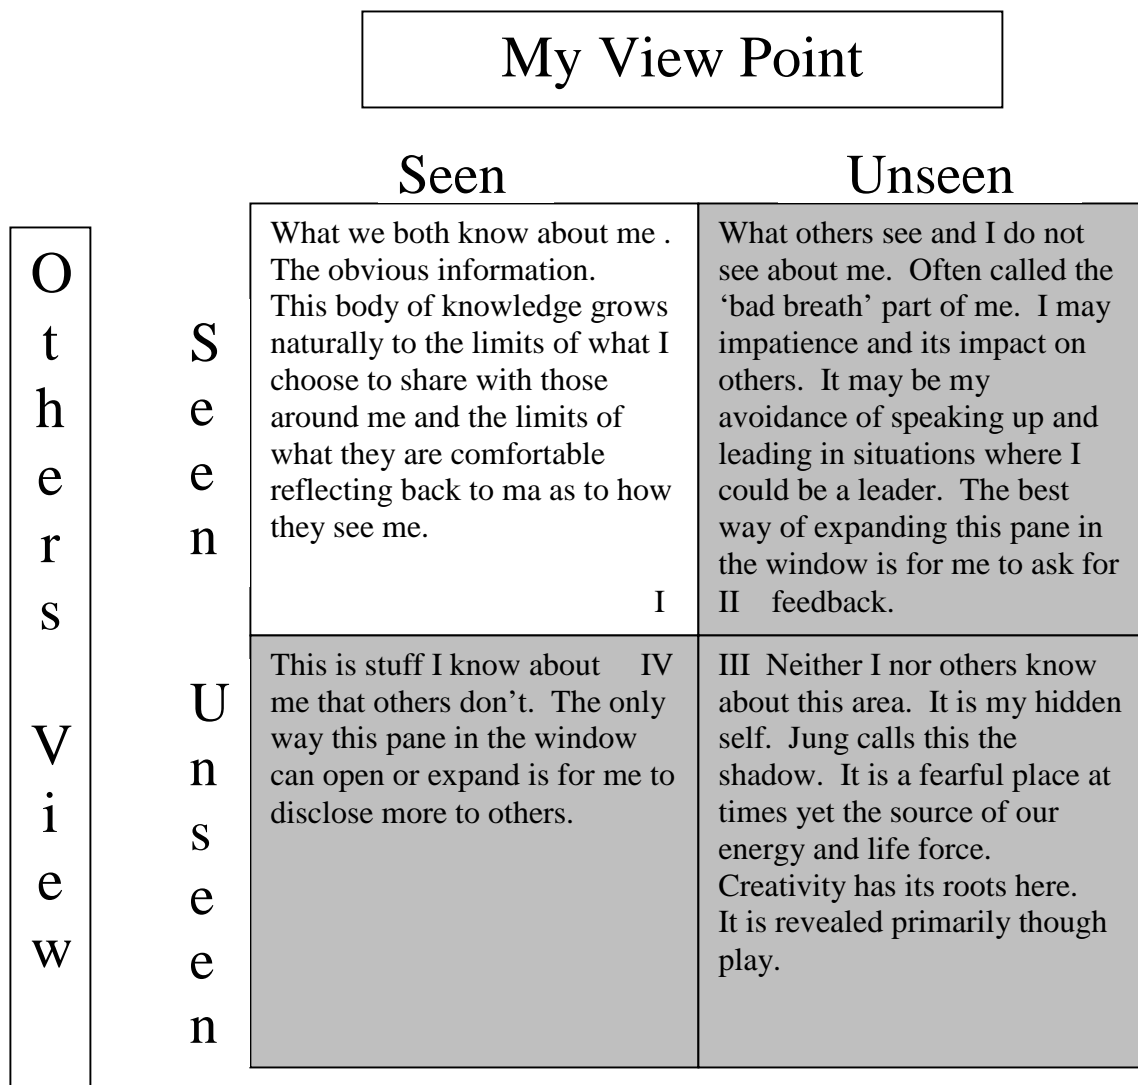 My View Point
Seen
Unseen
Others View
Seen
Unseen
What we both know about me .
The obvious information.
This body of knowledge grows
naturally to the limits of what I
choose to share with those
around me and the limits of
what they are comfortable
reflecting back to ma as to how
they see me.
I
What others see and I do not
see about me.  Often called the
‘bad breath’ part of me.  I may
impatience and its impact on
others.  It may be my
avoidance of speaking up and
leading in situations where I
could be a leader.  The best
way of expanding this pane in
the window is for me to ask for
II    feedback.
This is stuff I know about    IV
me that others don’t.  The only
way this pane in the window
can open or expand is for me to
disclose more to others.
III  Neither I nor others know
about this area.  It is my hidden
self.  Jung calls this the
shadow.  It is a fearful place at
times yet the source of our
energy and life force.
Creativity has its roots here.
It is revealed primarily though
play.